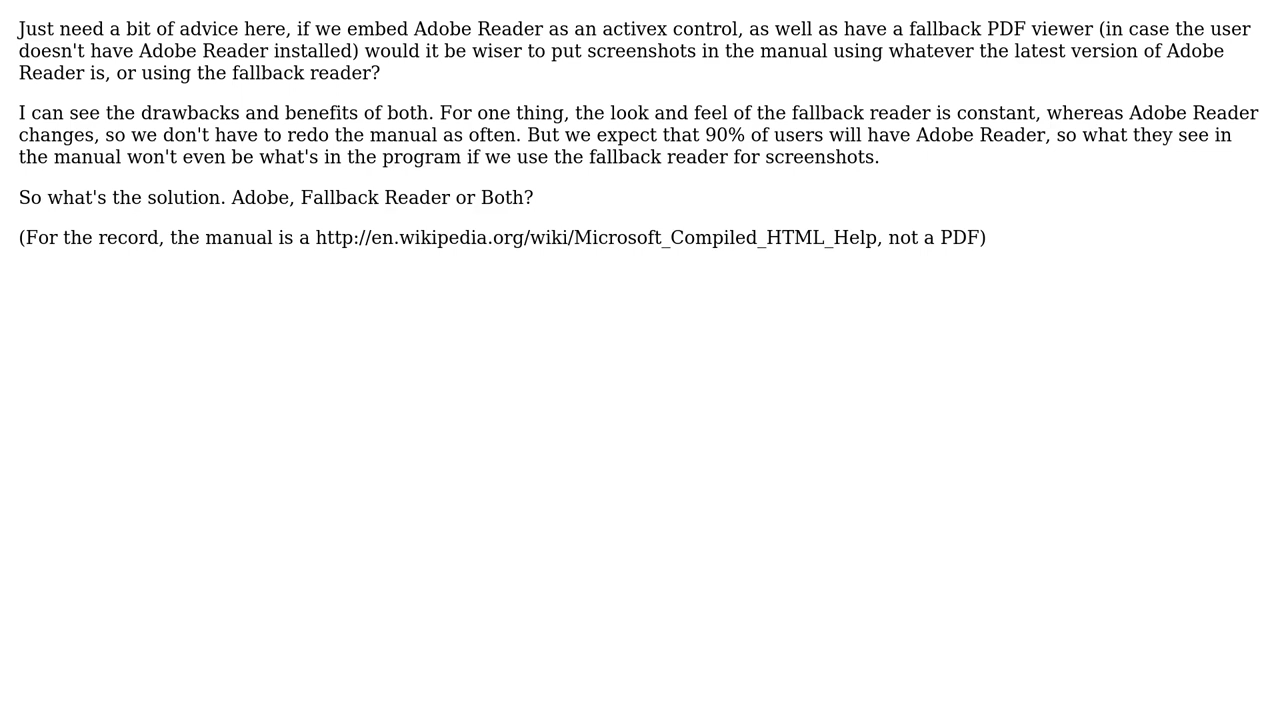 Just need a bit of advice here, if we embed Adobe Reader as an activex control, as well as have a fallback PDF viewer (in case the user
doesn't have Adobe Reader installed) would it be wiser to put screenshots in the manual using whatever the latest version of Adobe
Reader is, or using the fallback reader?
I can see the drawbacks and benefits of both. For one thing, the look and feel of the fallback reader is constant, whereas Adobe Reader
changes, so we don't have to redo the manual as often. But we expect that 90% of users will have Adobe Reader, so what they see in
the manual won't even be what's in the program if we use the fallback reader for screenshots.
So what's the solution. Adobe, Fallback Reader or Both?
(For the record, the manual is a http://en.wikipedia.org/wiki/Microsoft_Compiled_HTML_Help, not a PDF)